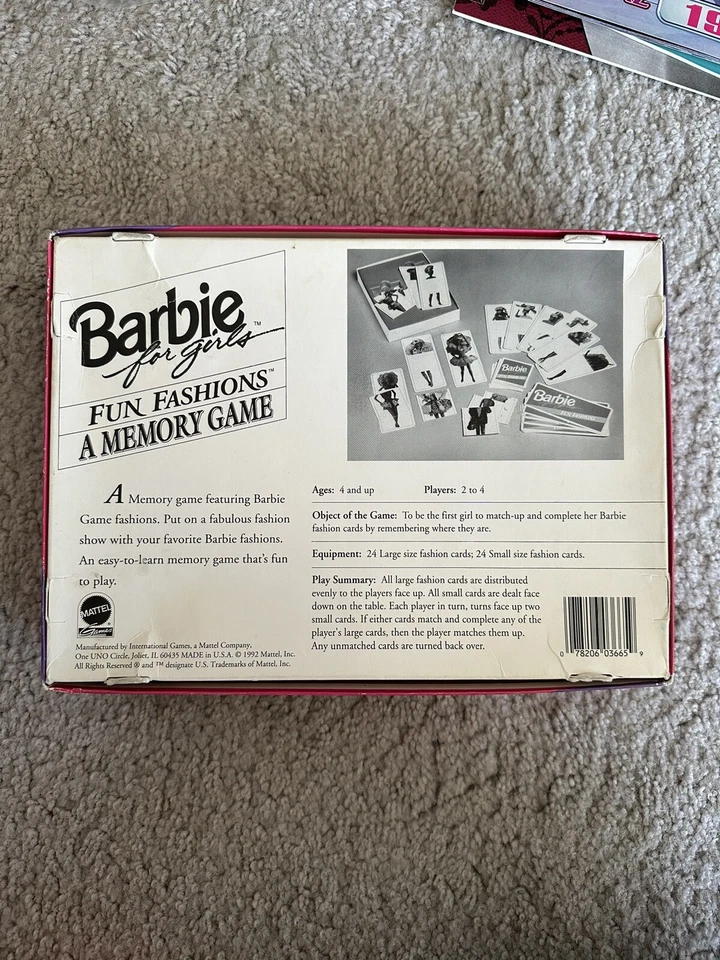 19
Barbie™
for girls
FUN FASHIONS™
A MEMORY GAME
Barbie
Barbie
FUN FASHIONS
A Memory game featuring Barbie
Game fashions. Put on a fabulous fashion
show with your favorite Barbie fashions.
An easy-to-learn memory game that's fun
to play.
MATTEL
Games
Manufactured by International Games, a Mattel Company,
One UNO Circle, Joliet, IL 60435 MADE in U.S.A. © 1992 Mattel, Inc.
All Rights Reserved ® and ™ designate U.S. Trademarks of Mattel, Inc.
Ages: 4 and up Players: 2 to 4
Object of the Game: To be the first girl to match-up and complete her Barbie
fashion cards by remembering where they are.
Equipment: 24 Large size fashion cards; 24 Small size fashion cards.
Play Summary: All large fashion cards are distributed
evenly to the players face up. All small cards are dealt face
down on the table. Each player in turn, turns face up two
small cards. If either cards match and complete any of the
player's large cards, then the player matches them up.
Any unmatched cards are turned back over.
0 78206 03665 9